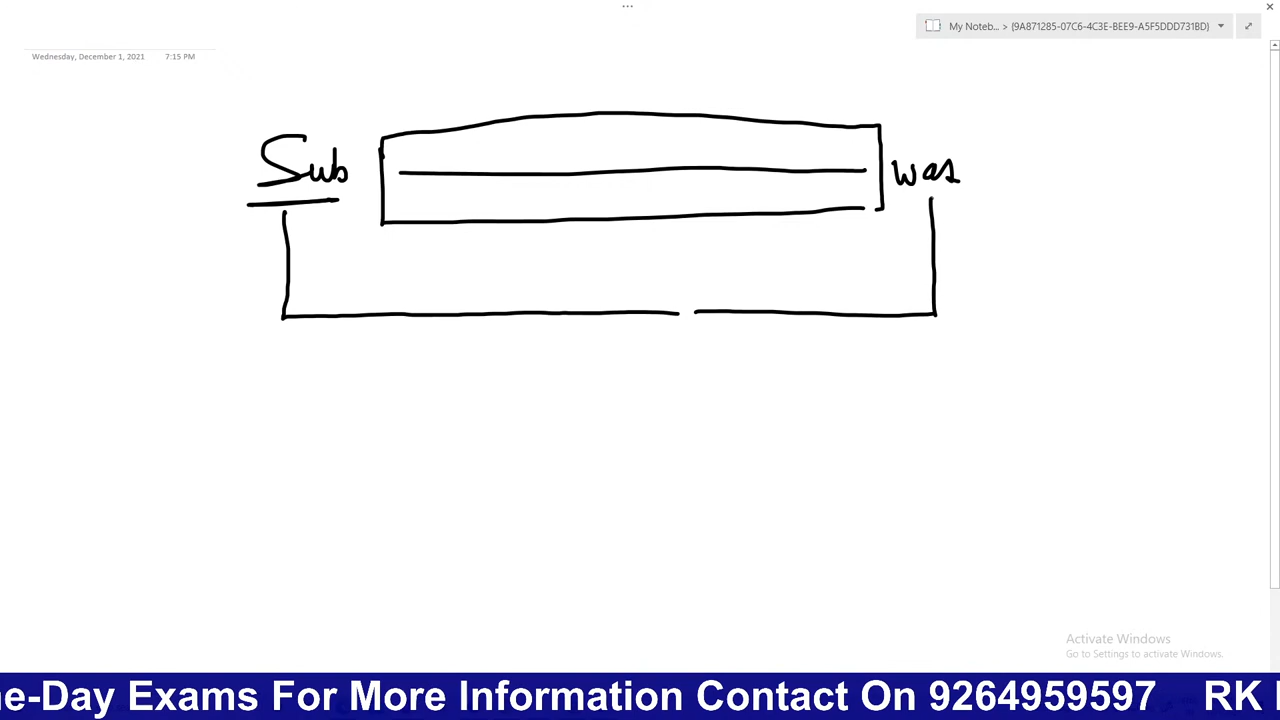 My Noteb... > {9A871285-07C6-4C3E-BEE9-A5F5DDD731BD}
Wednesday, December 1, 2021 7:15 PM
Sub was
Activate Windows
Go to Settings to activate Windows.
ne-Day Exams For More Information Contact On 9264959597 RK